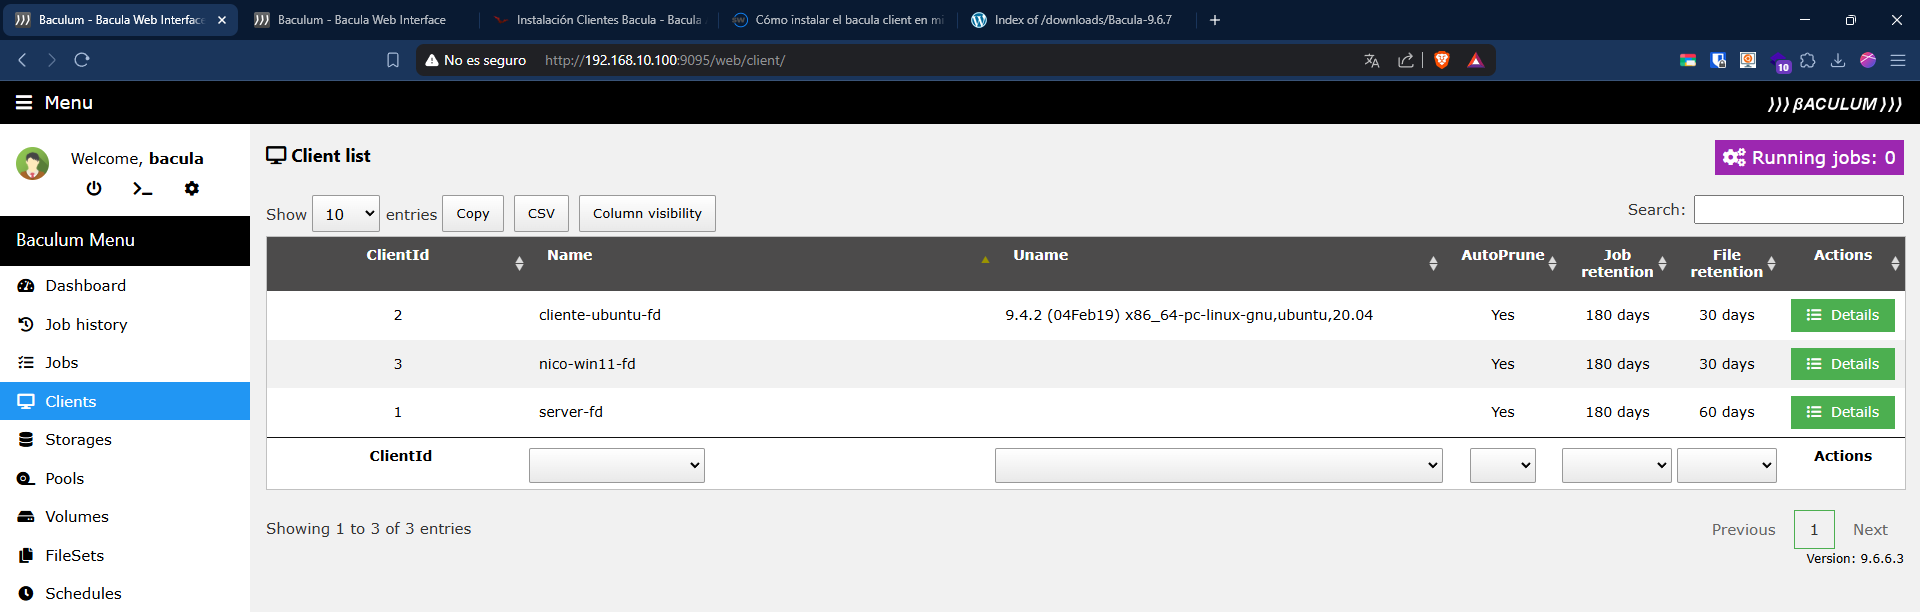 Baculum - Bacula Web Interface
Baculum - Bacula Web Interface
Instalación Clientes Bacula - Bacula
Cómo instalar el bacula client en mi
Index of /downloads/Bacula-9.6.7
No es seguro http://192.168.10.100:9095/web/client/
10
Menu
))) βACULUM )))
Welcome, bacula
Client list
Running jobs: 0
Show 10 entries Copy CSV Column visibility Search:
Baculum Menu
Dashboard
Job history
Jobs
Clients
Storages
Pools
Volumes
FileSets
Schedules
ClientId Name Uname AutoPrune Job retention File retention Actions
2 cliente-ubuntu-fd 9.4.2 (04Feb19) x86_64-pc-linux-gnu,ubuntu,20.04 Yes 180 days 30 days Details
3 nico-win11-fd Yes 180 days 30 days Details
1 server-fd Yes 180 days 60 days Details
ClientId Actions
Showing 1 to 3 of 3 entries
Previous 1 Next
Version: 9.6.6.3